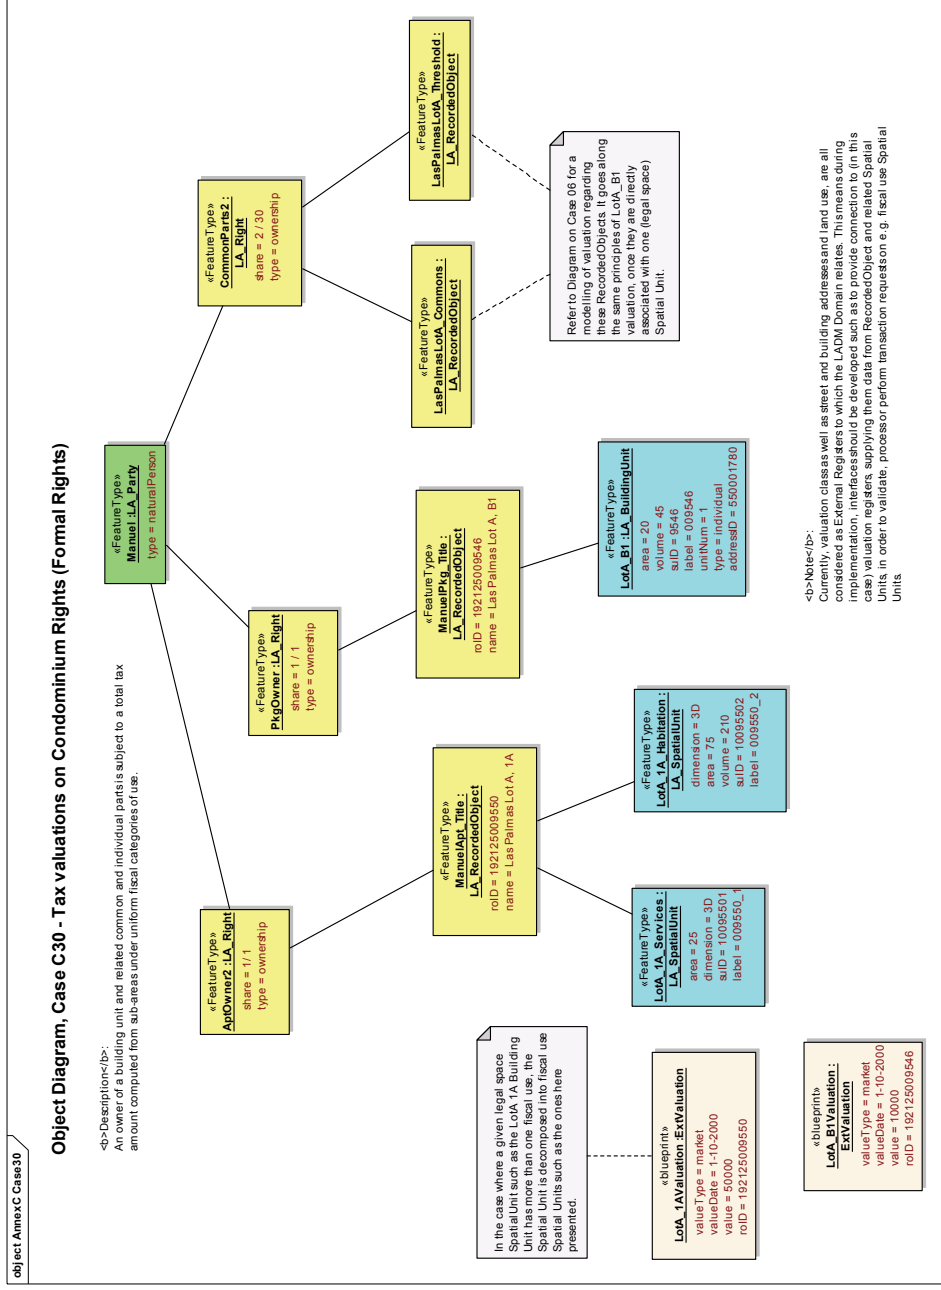 object AnnexC Case30
Object Diagram, Case C30 - Tax valuations on Condominium Rights (Formal Rights)
<b>Description</b>:
An owner of a building unit and related common and individual parts is subject to a total tax
amount computed from sub-areas under uniform fiscal categories of use.
«FeatureType»
Manuel :LA_Party
type = naturalPerson
«FeatureType»
AptOwner2 :LA_Right
share = 1/ 1
type = ownership
«FeatureType»
PkgOwner :LA_Right
share = 1 / 1
type = ownership
«FeatureType»
CommonParts2 :
LA_Right
share = 2 / 30
type = ownership
«FeatureType»
ManuelApt_Title :
LA_RecordedObject
roID = 192125009550
name = Las Palmas Lot A, 1A
«FeatureType»
ManuelPkg_Title :
LA_RecordedObject
roID = 192125009546
name = Las Palmas Lot A, B1
«FeatureType»
LasPalmasLotA_Commons :
LA_RecordedObject
«FeatureType»
LasPalmasLotA_Threshold :
LA_RecordedObject
In the case where a given legal space
SpatialUnit such as the LotA 1A Building
Unit has more than one fiscal use, the
Spatial Unit is decomposed into fiscal use
Spatial Units such as the ones here
presented.
«FeatureType»
LotA_1A_Services :
LA_SpatialUnit
area = 25
dimension = 3D
suID = 10095501
label = 009550_1
«FeatureType»
LotA_1A_Habitation :
LA_SpatialUnit
dimension = 3D
area = 75
volume = 210
suID = 10095502
label = 009550_2
«FeatureType»
LotA_B1 :LA_BuildingUnit
area = 20
volume = 45
suID = 9546
label = 009546
unitNum = 1
type = individual
addressID = 550001780
Refer to Diagram on Case 06 for a
modelling of valuation regarding
these RecordedObjects. It goes along
the same principles of LotA_B1
valuation, once they are directly
associated with one (legal space)
Spatial Unit.
«blueprint»
LotA_1AValuation :ExtValuation
valueType = market
valueDate = 1-10-2000
value = 50000
roID = 192125009550
«blueprint»
LotA_B1Valuation :
ExtValuation
valueType = market
valueDate = 1-10-2000
value = 10000
roID = 192125009546
<b>Note</b>:
Currently, valuation class as well as street and building addresses and land use, are all
considered as External Registers to which the LADM Domain relates. This means during
implementation, interfaces should be developed such as to provide connection to (in this
case) valuation registers, supplying them data from RecordedObject and related Spatial
Units, in order to validate, process or perform transaction requests on e.g. fiscal use Spatial
Units.